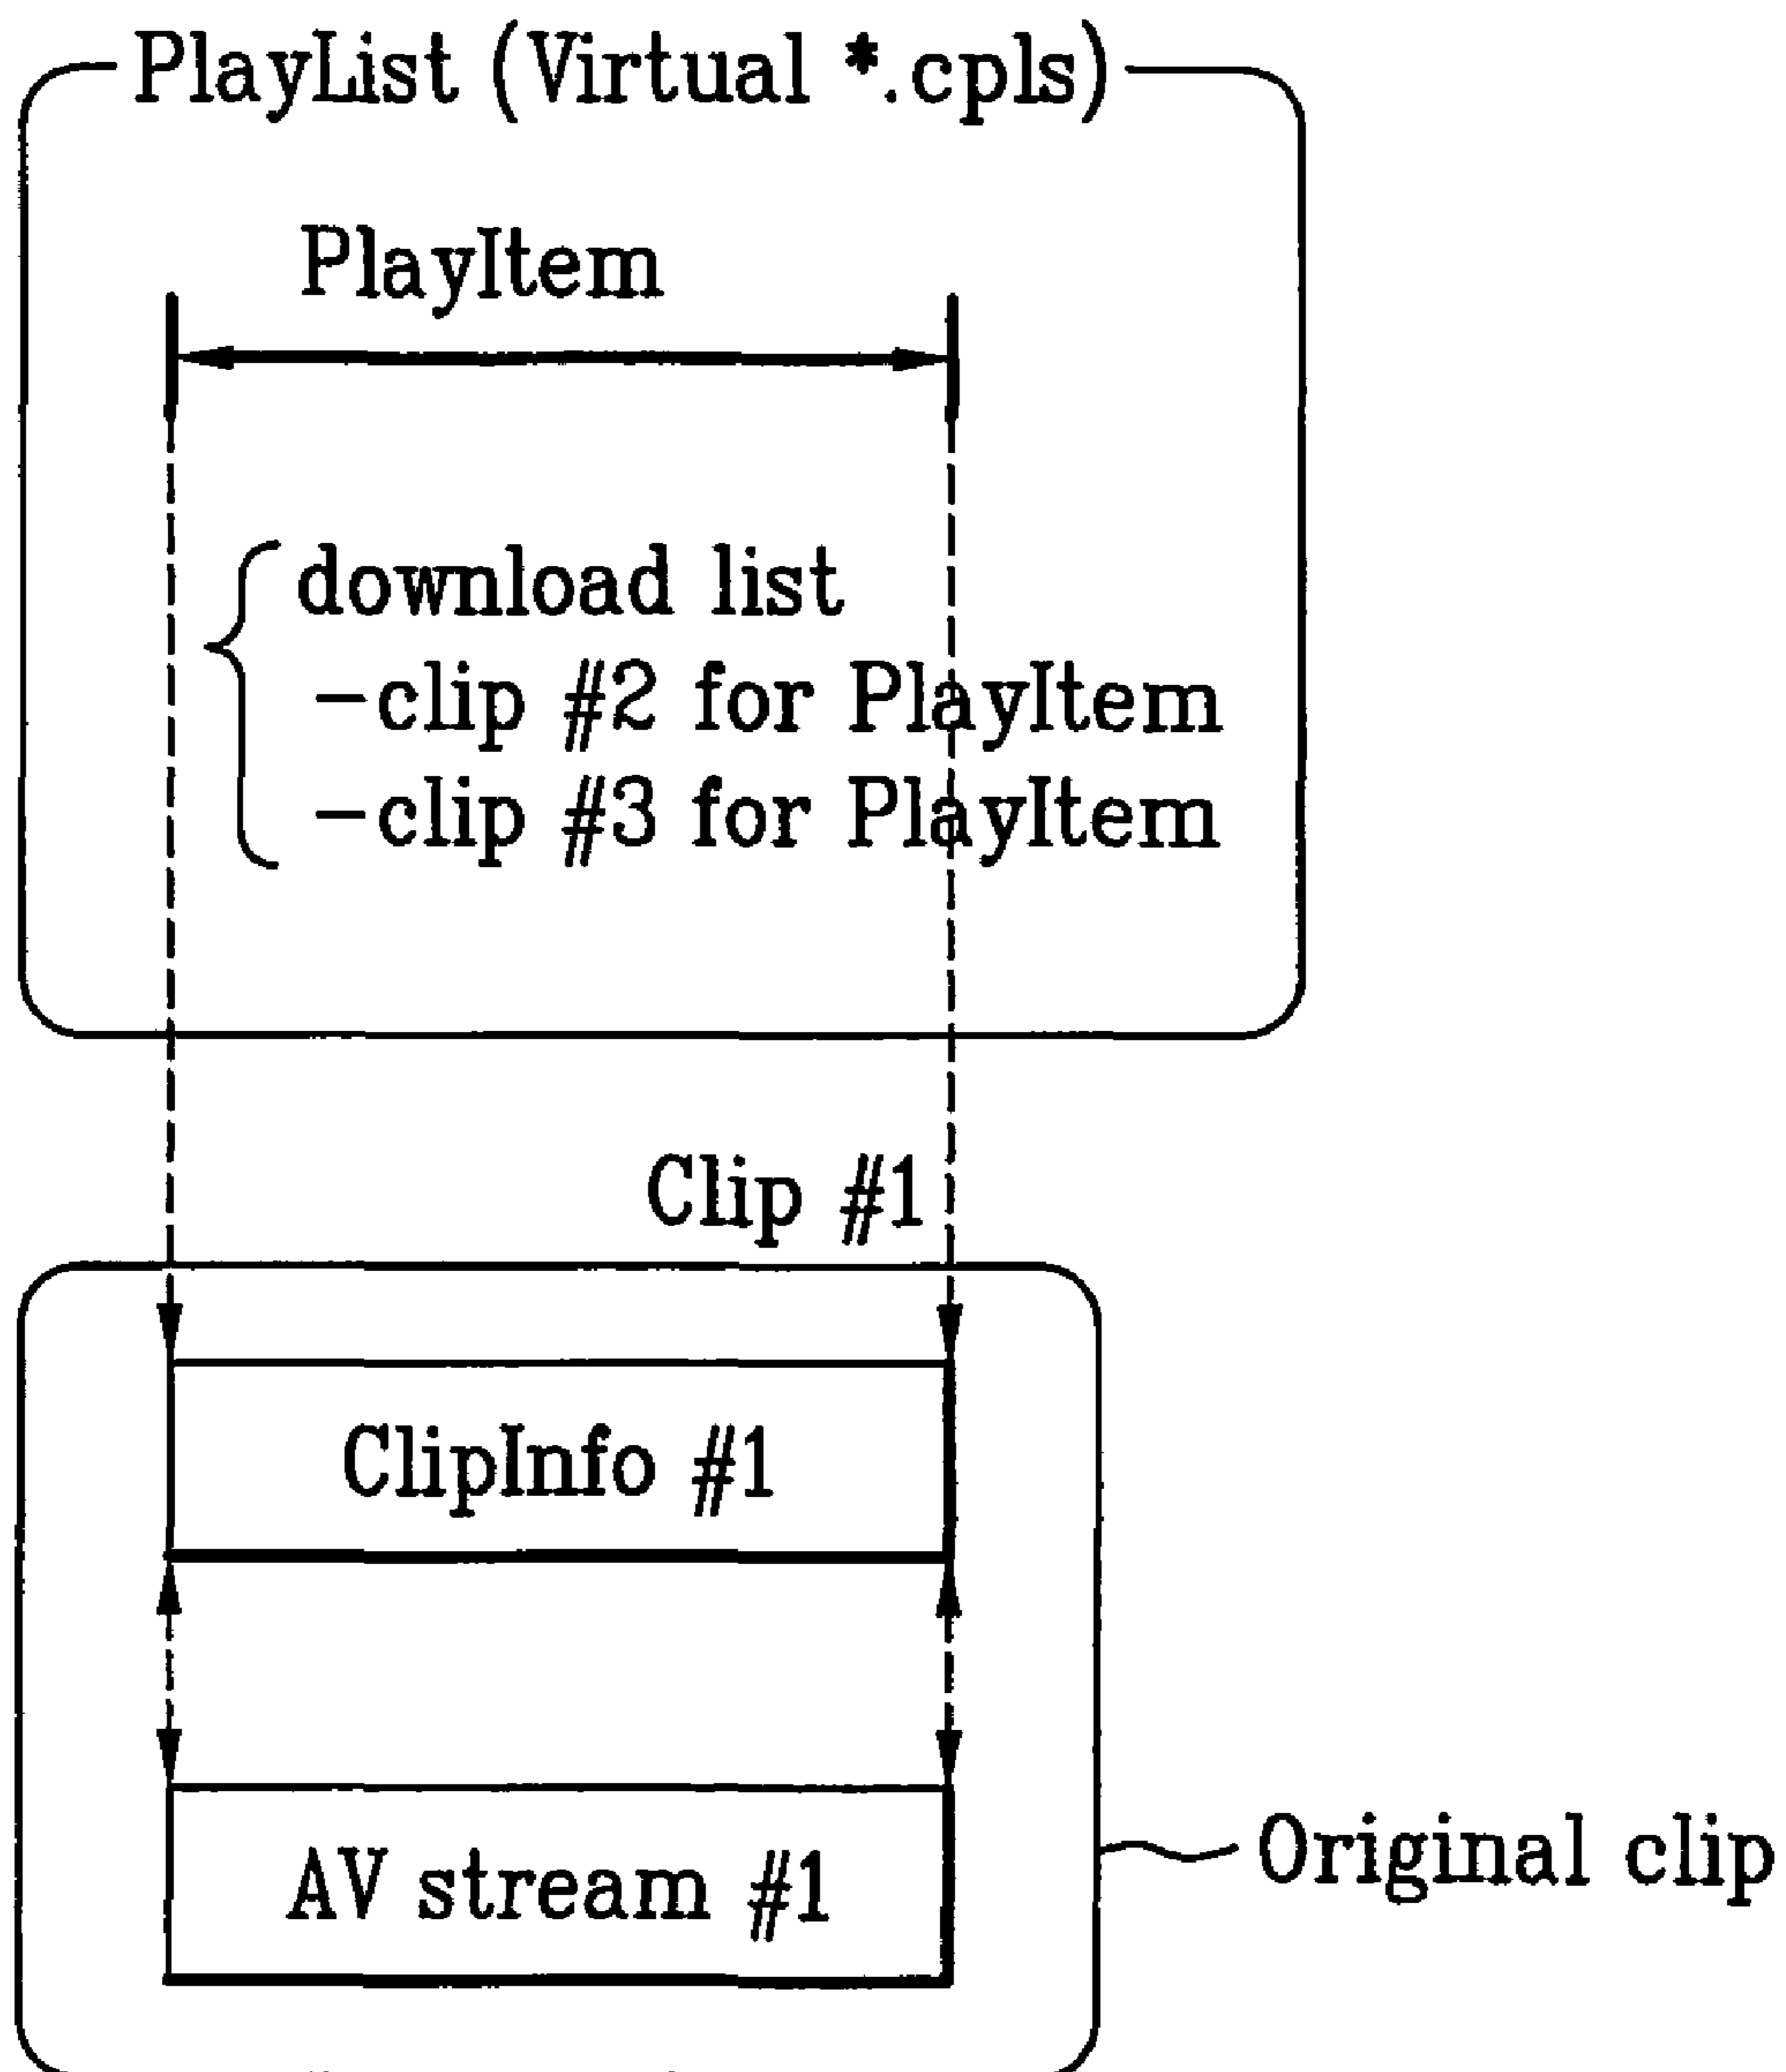 PlayList (Virtual *.cpls)
PlayItem
download list
-clip #2 for PlayItem
-clip #3 for PlayItem
Clip #1
ClipInfo #1
AV stream #1
Original clip